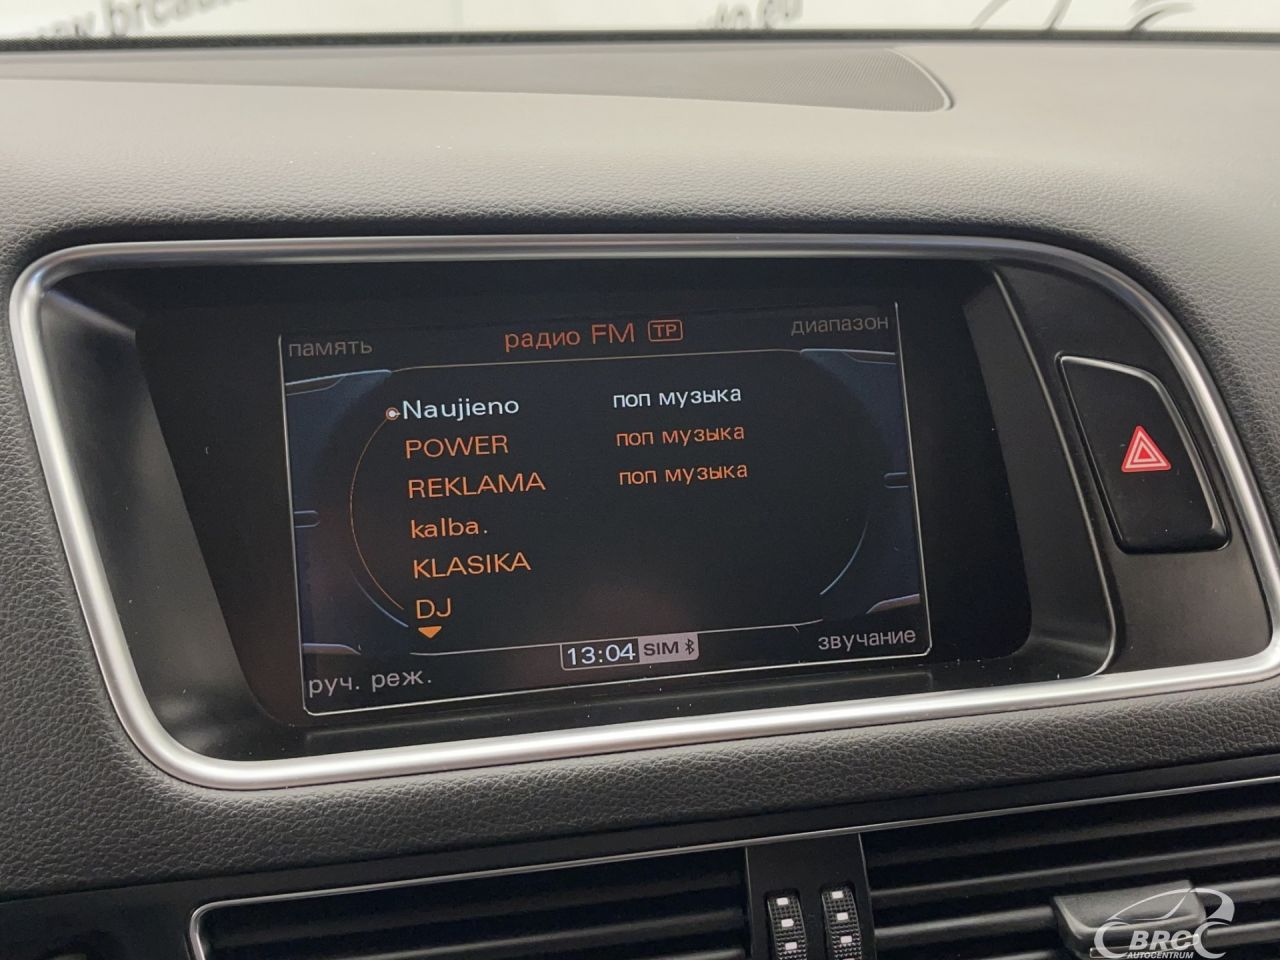 память
радио FM TP
диапазон
Naujieno поп музыка
POWER поп музыка
REKLAMA поп музыка
kalba.
KLASIKA
DJ
13:04 SIM
руч. реж.
звучание
BRC
AUTOCENTRUM